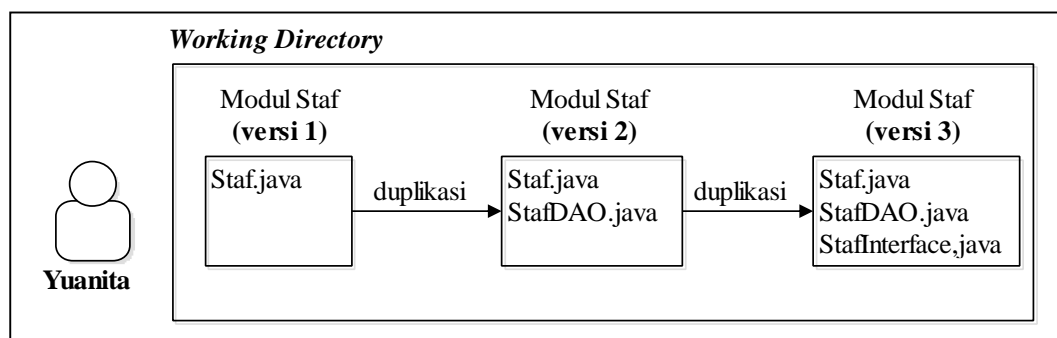 Working Directory
Modul Staf
(versi 1)
Modul Staf
(versi 2)
Modul Staf
(versi 3)
Staf.java
duplikasi
Staf.java
StafDAO.java
duplikasi
Staf.java
StafDAO.java
StafInterface,java
Yuanita